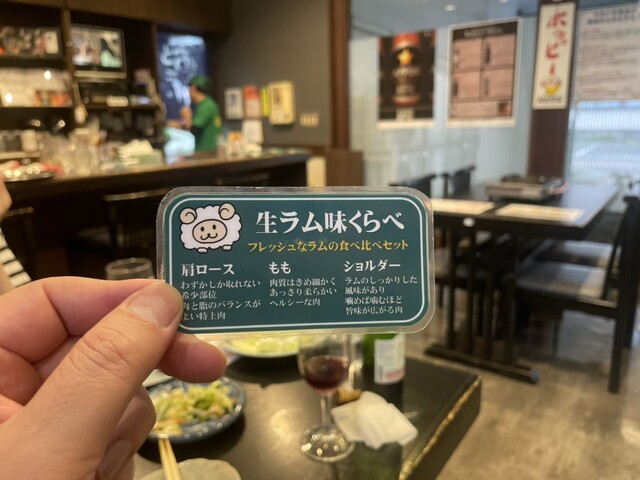 生ラム味くらべ
フレッシュなラムの食べ比べセット
肩ロース
わずかしか取れない
希少部位
肉と脂のバランスが
よい特上肉
もも
肉質はきめ細かく
あっさり柔らかい
ヘルシーな肉
ショルダー
ラムのしっかりした
風味があり
噛めば噛むほど
旨味が広がる肉